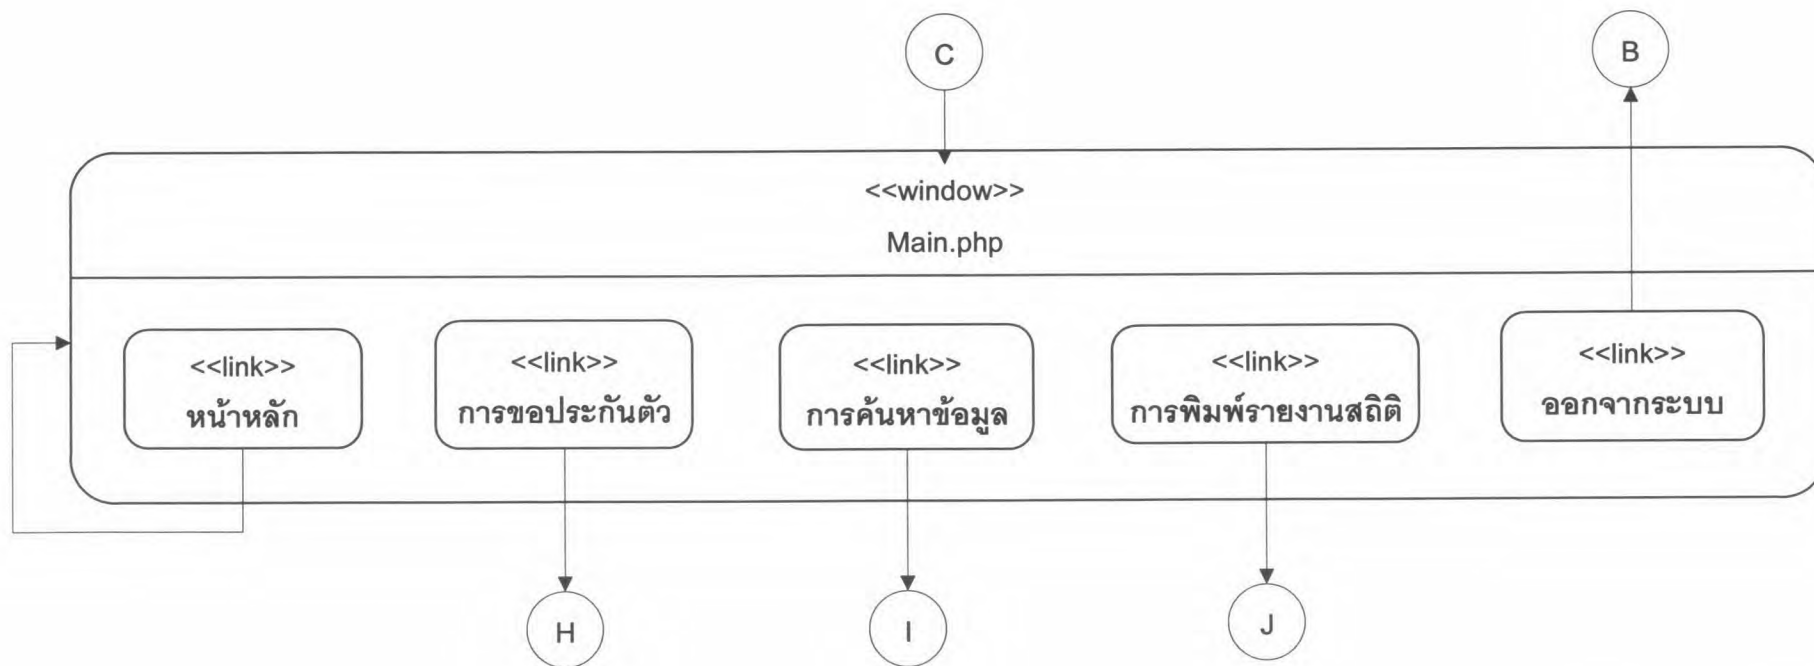 C
B
<<window>>
Main.php
<<link>>
หน้าหลัก
<<link>>
การขอประกันตัว
<<link>>
การค้นหาข้อมูล
<<link>>
การพิมพ์รายงานสถิติ
<<link>>
ออกจากระบบ
H
I
J